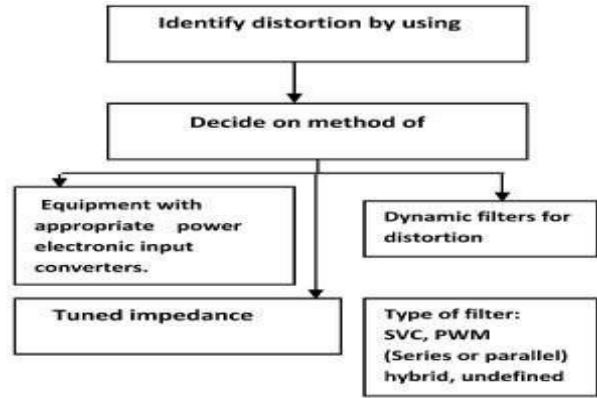 Identify distortion by using
Decide on method of
Equipment with
appropriate power
electronic input
converters.
Dynamic filters for
distortion
Tuned impedance
Type of filter:
SVC, PWM
(Series or parallel)
hybrid, undefined